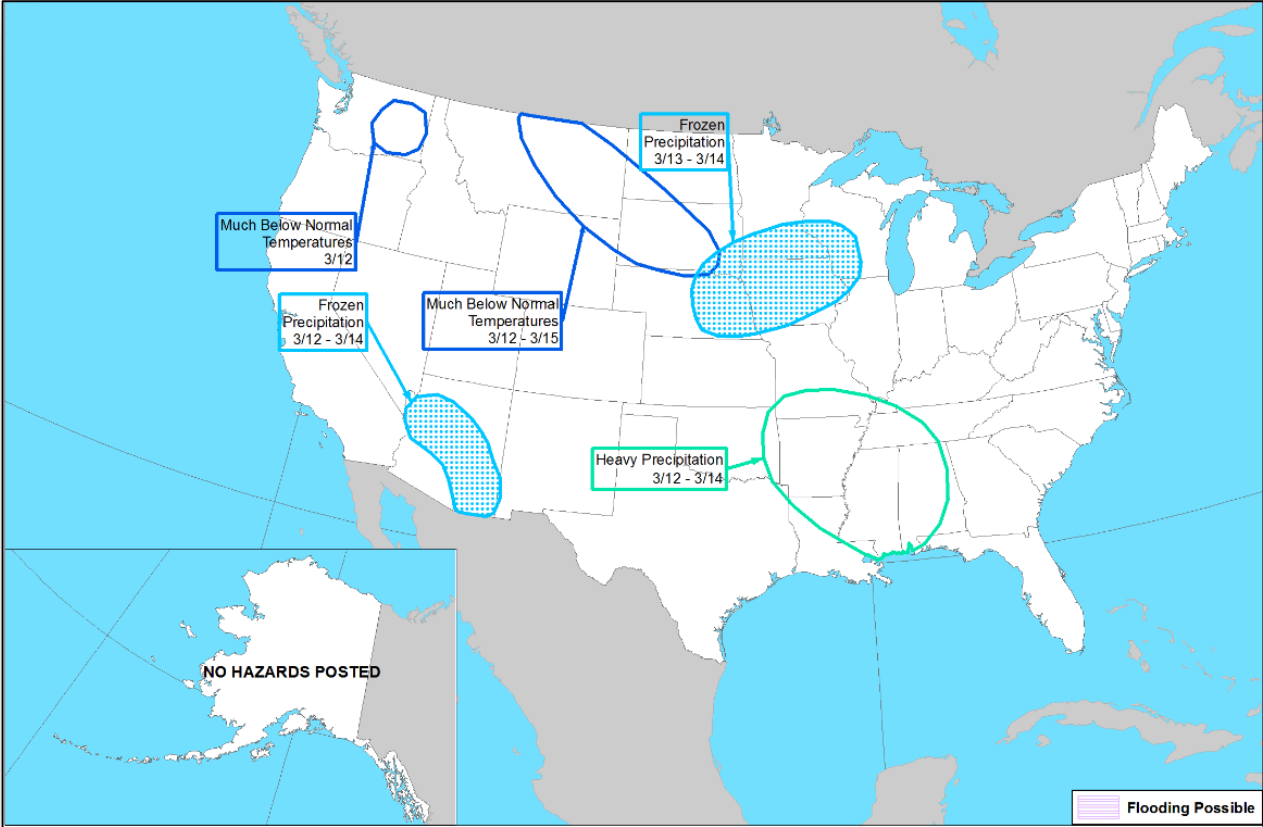 Frozen
Precipitation
3/13 - 3/14
Much Below Normal
Temperatures
3/12
Frozen
Precipitation
3/12 - 3/14
Much Below Normal
Temperatures
3/12 - 3/15
Heavy Precipitation
3/12 - 3/14
NO HAZARDS POSTED
Flooding Possible